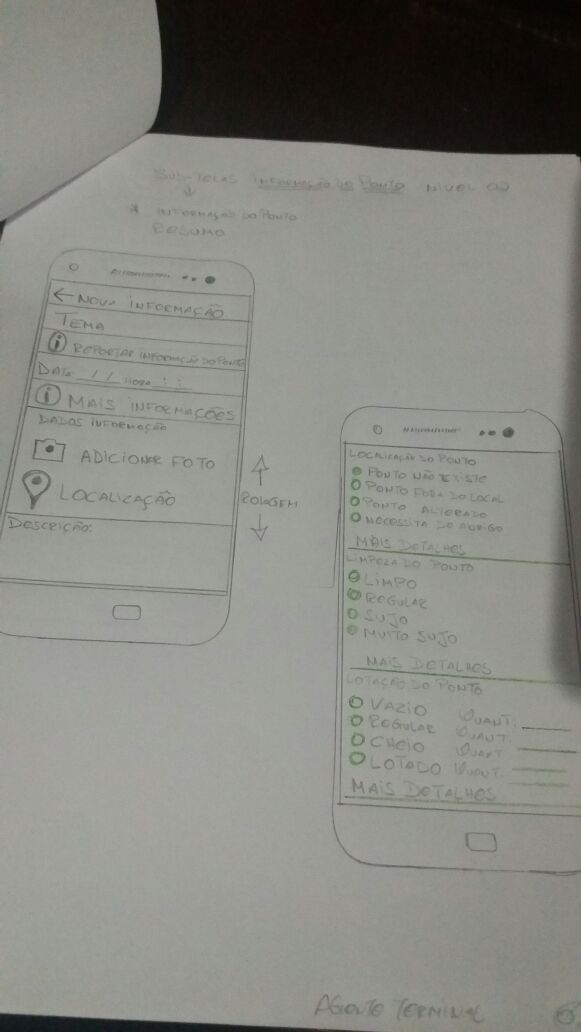 SUB-TELAS INFORMAÇÃO DO PONTO NIVEL 02
* INFORMAÇÃO DO PONTO
RESUMO
← NOVA INFORMAÇÃO
TEMA
i REPORTAR INFORMAÇÃO DO PONTO
DATA __/__/__ HORA : :
i MAIS INFORMAÇÕES
DADOS INFORMAÇÃO
ADICIONAR FOTO
LOCALIZAÇÃO
DESCRIÇÃO:
ROLAGEM
LOCALIZAÇÃO DO PONTO
PONTO NÃO EXISTE
PONTO FORA DO LOCAL
PONTO ALTERADO
NECESSITA DE ABRIGO
MAIS DETALHES
LIMPEZA DO PONTO
LIMPO
REGULAR
SUJO
MUITO SUJO
MAIS DETALHES
LOTAÇÃO DO PONTO
VAZIO QUANT: ____
REGULAR QUANT: ____
CHEIO QUANT ____
LOTADO QUANT: ____
MAIS DETALHES
AGENTE TERMINAL